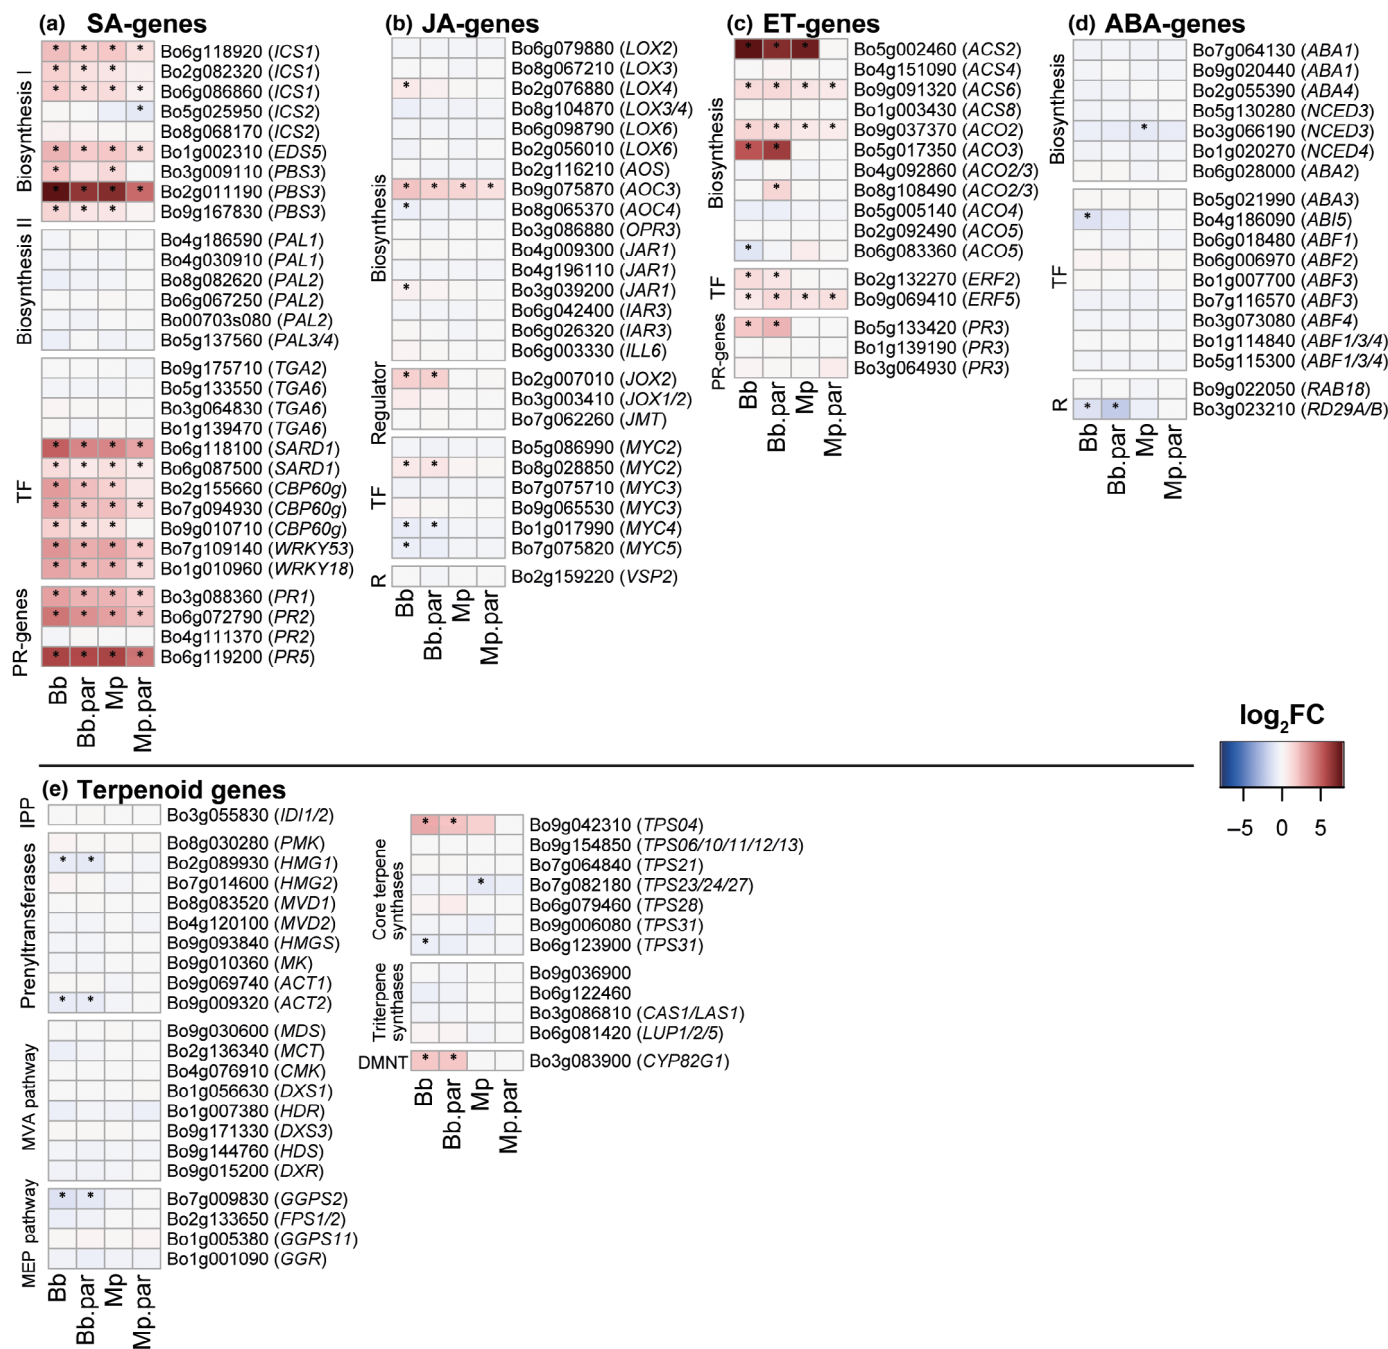 (a) SA-genes
Biosynthesis I
* * * * Bo6g118920 (ICS1)
* * * Bo2g082320 (ICS1)
* * * * Bo6g086860 (ICS1)
* Bo5g025950 (ICS2)
Bo8g068170 (ICS2)
* * * * Bo1g002310 (EDS5)
* * Bo3g009110 (PBS3)
* * * * Bo2g011190 (PBS3)
* * * Bo9g167830 (PBS3)
Biosynthesis II
Bo4g186590 (PAL1)
Bo4g030910 (PAL1)
Bo8g082620 (PAL2)
Bo6g067250 (PAL2)
Bo00703s080 (PAL2)
Bo5g137560 (PAL3/4)
TF
Bo9g175710 (TGA2)
Bo5g133550 (TGA6)
Bo3g064830 (TGA6)
Bo1g139470 (TGA6)
* * * * Bo6g118100 (SARD1)
* * * * Bo6g087500 (SARD1)
* * * Bo2g155660 (CBP60g)
* * * * Bo7g094930 (CBP60g)
* * * Bo9g010710 (CBP60g)
* * * * Bo7g109140 (WRKY53)
* * * * Bo1g010960 (WRKY18)
PR-genes
* * * * Bo3g088360 (PR1)
* * * * Bo6g072790 (PR2)
Bo4g111370 (PR2)
* * * * Bo6g119200 (PR5)
Bb Bb.par Mp Mp.par
(b) JA-genes
Biosynthesis
Bo6g079880 (LOX2)
Bo8g067210 (LOX3)
* Bo2g076880 (LOX4)
Bo8g104870 (LOX3/4)
Bo6g098790 (LOX6)
Bo2g056010 (LOX6)
Bo2g116210 (AOS)
* * * * Bo9g075870 (AOC3)
* Bo8g065370 (AOC4)
Bo3g086880 (OPR3)
Bo4g009300 (JAR1)
Bo4g196110 (JAR1)
* Bo3g039200 (JAR1)
Bo6g042400 (IAR3)
Bo6g026320 (IAR3)
Bo6g003330 (ILL6)
Regulator
* * Bo2g007010 (JOX2)
Bo3g003410 (JOX1/2)
Bo7g062260 (JMT)
TF
Bo5g086990 (MYC2)
* * Bo8g028850 (MYC2)
Bo7g075710 (MYC3)
Bo9g065530 (MYC3)
* * Bo1g017990 (MYC4)
* Bo7g075820 (MYC5)
R
Bo2g159220 (VSP2)
Bb Bb.par Mp Mp.par
(c) ET-genes
Biosynthesis
* * * Bo5g002460 (ACS2)
Bo4g151090 (ACS4)
* * * * Bo9g091320 (ACS6)
Bo1g003430 (ACS8)
* * * * Bo9g037370 (ACO2)
* * Bo5g017350 (ACO3)
Bo4g092860 (ACO2/3)
* Bo8g108490 (ACO2/3)
Bo5g005140 (ACO4)
Bo2g092490 (ACO5)
* Bo6g083360 (ACO5)
TF
* * Bo2g132270 (ERF2)
* * * * Bo9g069410 (ERF5)
PR-genes
* * Bo5g133420 (PR3)
Bo1g139190 (PR3)
Bo3g064930 (PR3)
Bb Bb.par Mp Mp.par
(d) ABA-genes
Biosynthesis
Bo7g064130 (ABA1)
Bo9g020440 (ABA1)
Bo2g055390 (ABA4)
Bo5g130280 (NCED3)
* Bo3g066190 (NCED3)
Bo1g020270 (NCED4)
Bo6g028000 (ABA2)
TF
Bo5g021990 (ABA3)
* Bo4g186090 (ABI5)
Bo6g018480 (ABF1)
Bo6g006970 (ABF2)
Bo1g007700 (ABF3)
Bo7g116570 (ABF3)
Bo3g073080 (ABF4)
Bo1g114840 (ABF1/3/4)
Bo5g115300 (ABF1/3/4)
R
Bo9g022050 (RAB18)
* * Bo3g023210 (RD29A/B)
Bb Bb.par Mp Mp.par
log2FC
−5 0 5
(e) Terpenoid genes
IPP
Bo3g055830 (IDI1/2)
Prenyltransferases
Bo8g030280 (PMK)
* * Bo2g089930 (HMG1)
Bo7g014600 (HMG2)
Bo8g083520 (MVD1)
Bo4g120100 (MVD2)
Bo9g093840 (HMGS)
Bo9g010360 (MK)
Bo9g069740 (ACT1)
* * Bo9g009320 (ACT2)
MVA pathway
Bo9g030600 (MDS)
Bo2g136340 (MCT)
Bo4g076910 (CMK)
Bo1g056630 (DXS1)
Bo1g007380 (HDR)
Bo9g171330 (DXS3)
Bo9g144760 (HDS)
Bo9g015200 (DXR)
MEP pathway
* * Bo7g009830 (GGPS2)
Bo2g133650 (FPS1/2)
Bo1g005380 (GGPS11)
Bo1g001090 (GGR)
Bb Bb.par Mp Mp.par
Core terpene
synthases
* * Bo9g042310 (TPS04)
Bo9g154850 (TPS06/10/11/12/13)
Bo7g064840 (TPS21)
* Bo7g082180 (TPS23/24/27)
Bo6g079460 (TPS28)
Bo9g006080 (TPS31)
* Bo6g123900 (TPS31)
Triterpene
synthases
Bo9g036900
Bo6g122460
Bo3g086810 (CAS1/LAS1)
Bo6g081420 (LUP1/2/5)
DMNT
* * Bo3g083900 (CYP82G1)
Bb Bb.par Mp Mp.par